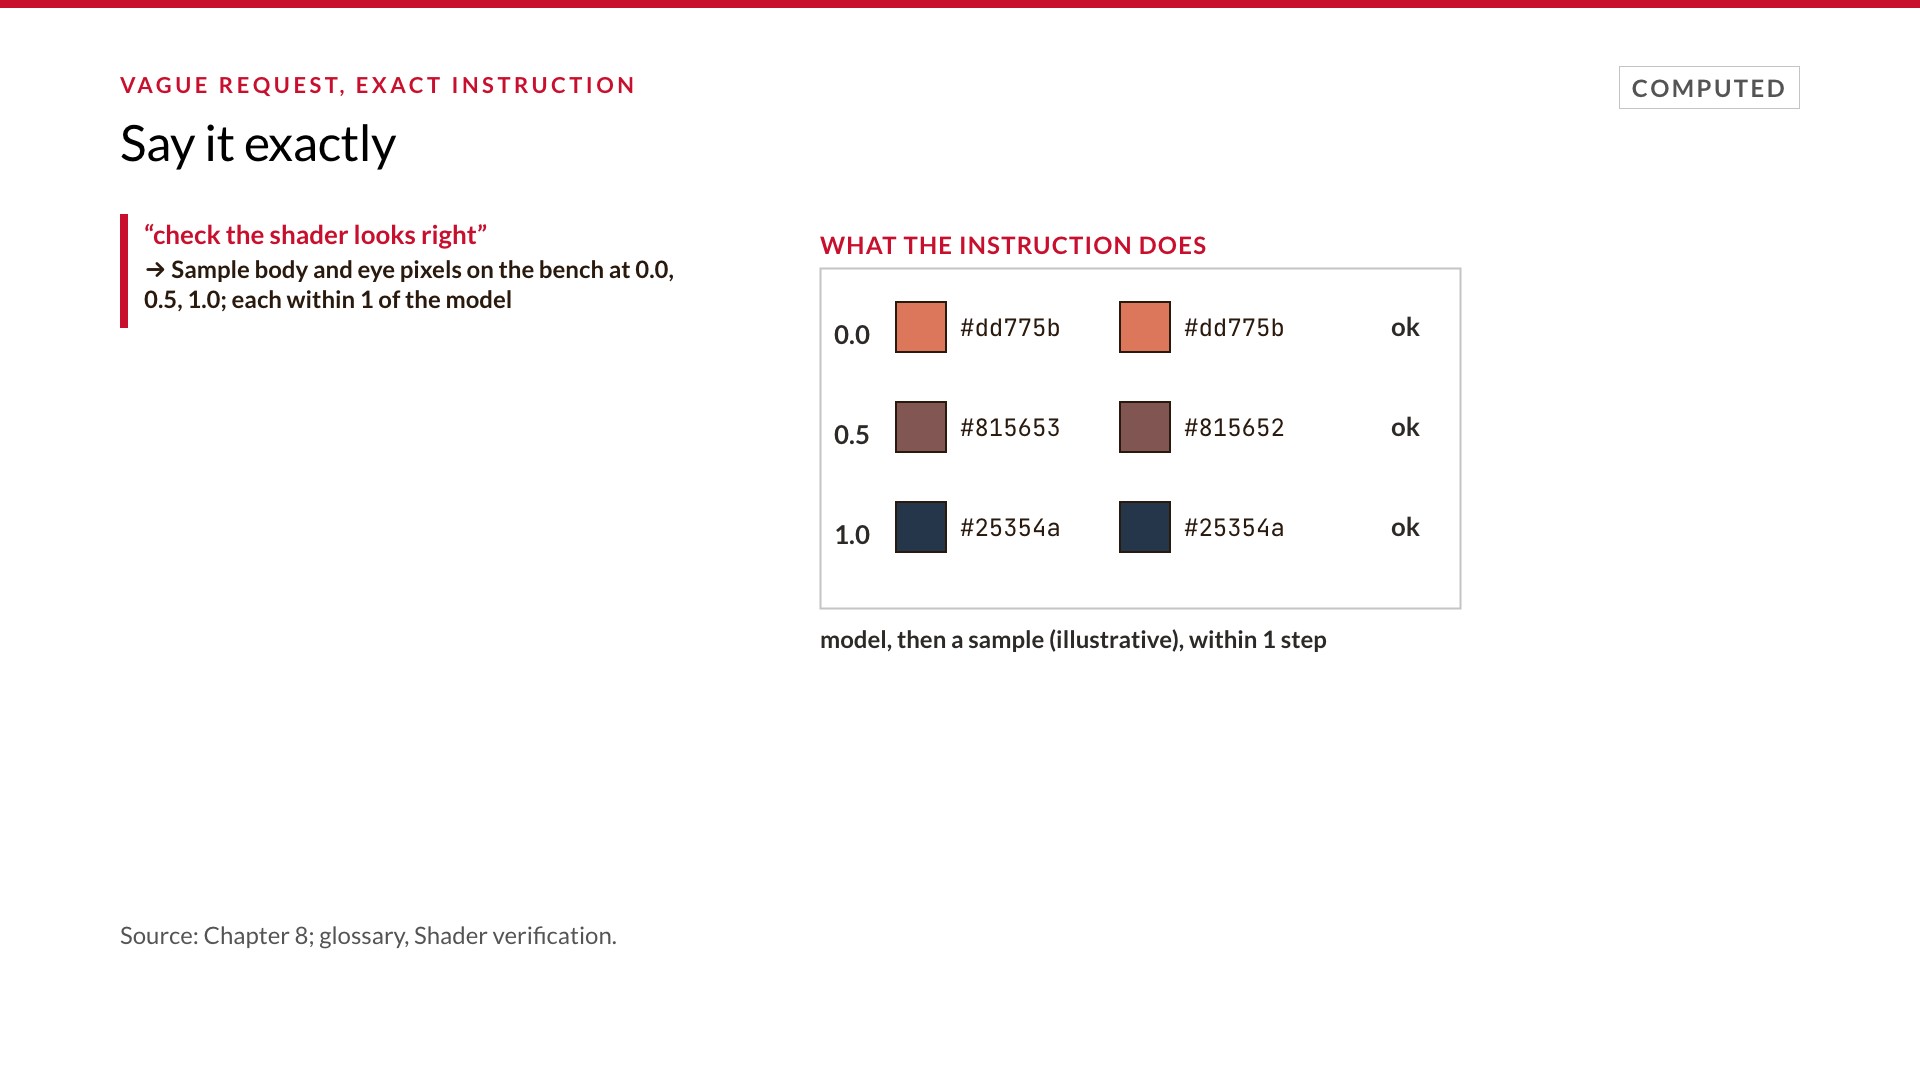 VAGUE REQUEST, EXACT INSTRUCTION
COMPUTED
Say it exactly
“check the shader looks right”
→ Sample body and eye pixels on the bench at 0.0,
0.5, 1.0; each within 1 of the model
WHAT THE INSTRUCTION DOES
0.0 #dd775b #dd775b ok
0.5 #815653 #815652 ok
1.0 #25354a #25354a ok
model, then a sample (illustrative), within 1 step
Source: Chapter 8; glossary, Shader verification.